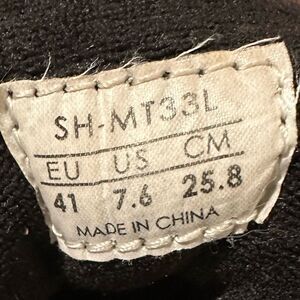 SH-MT33L
EU US CM
41 7.6 25.8
MADE IN CHINA